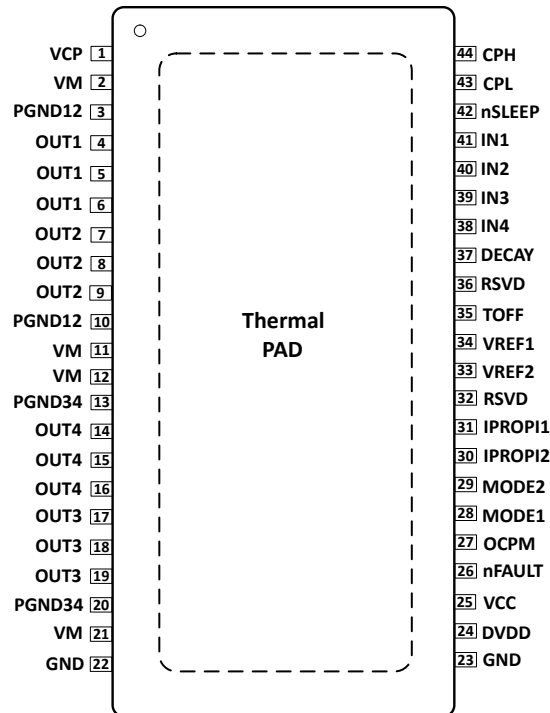 VCP 1
VM 2
PGND12 3
OUT1 4
OUT1 5
OUT1 6
OUT2 7
OUT2 8
OUT2 9
PGND12 10
VM 11
VM 12
PGND34 13
OUT4 14
OUT4 15
OUT4 16
OUT3 17
OUT3 18
OUT3 19
PGND34 20
VM 21
GND 22
Thermal
PAD
44 CPH
43 CPL
42 nSLEEP
41 IN1
40 IN2
39 IN3
38 IN4
37 DECAY
36 RSVD
35 TOFF
34 VREF1
33 VREF2
32 RSVD
31 IPROPI1
30 IPROPI2
29 MODE2
28 MODE1
27 OCPM
26 nFAULT
25 VCC
24 DVDD
23 GND